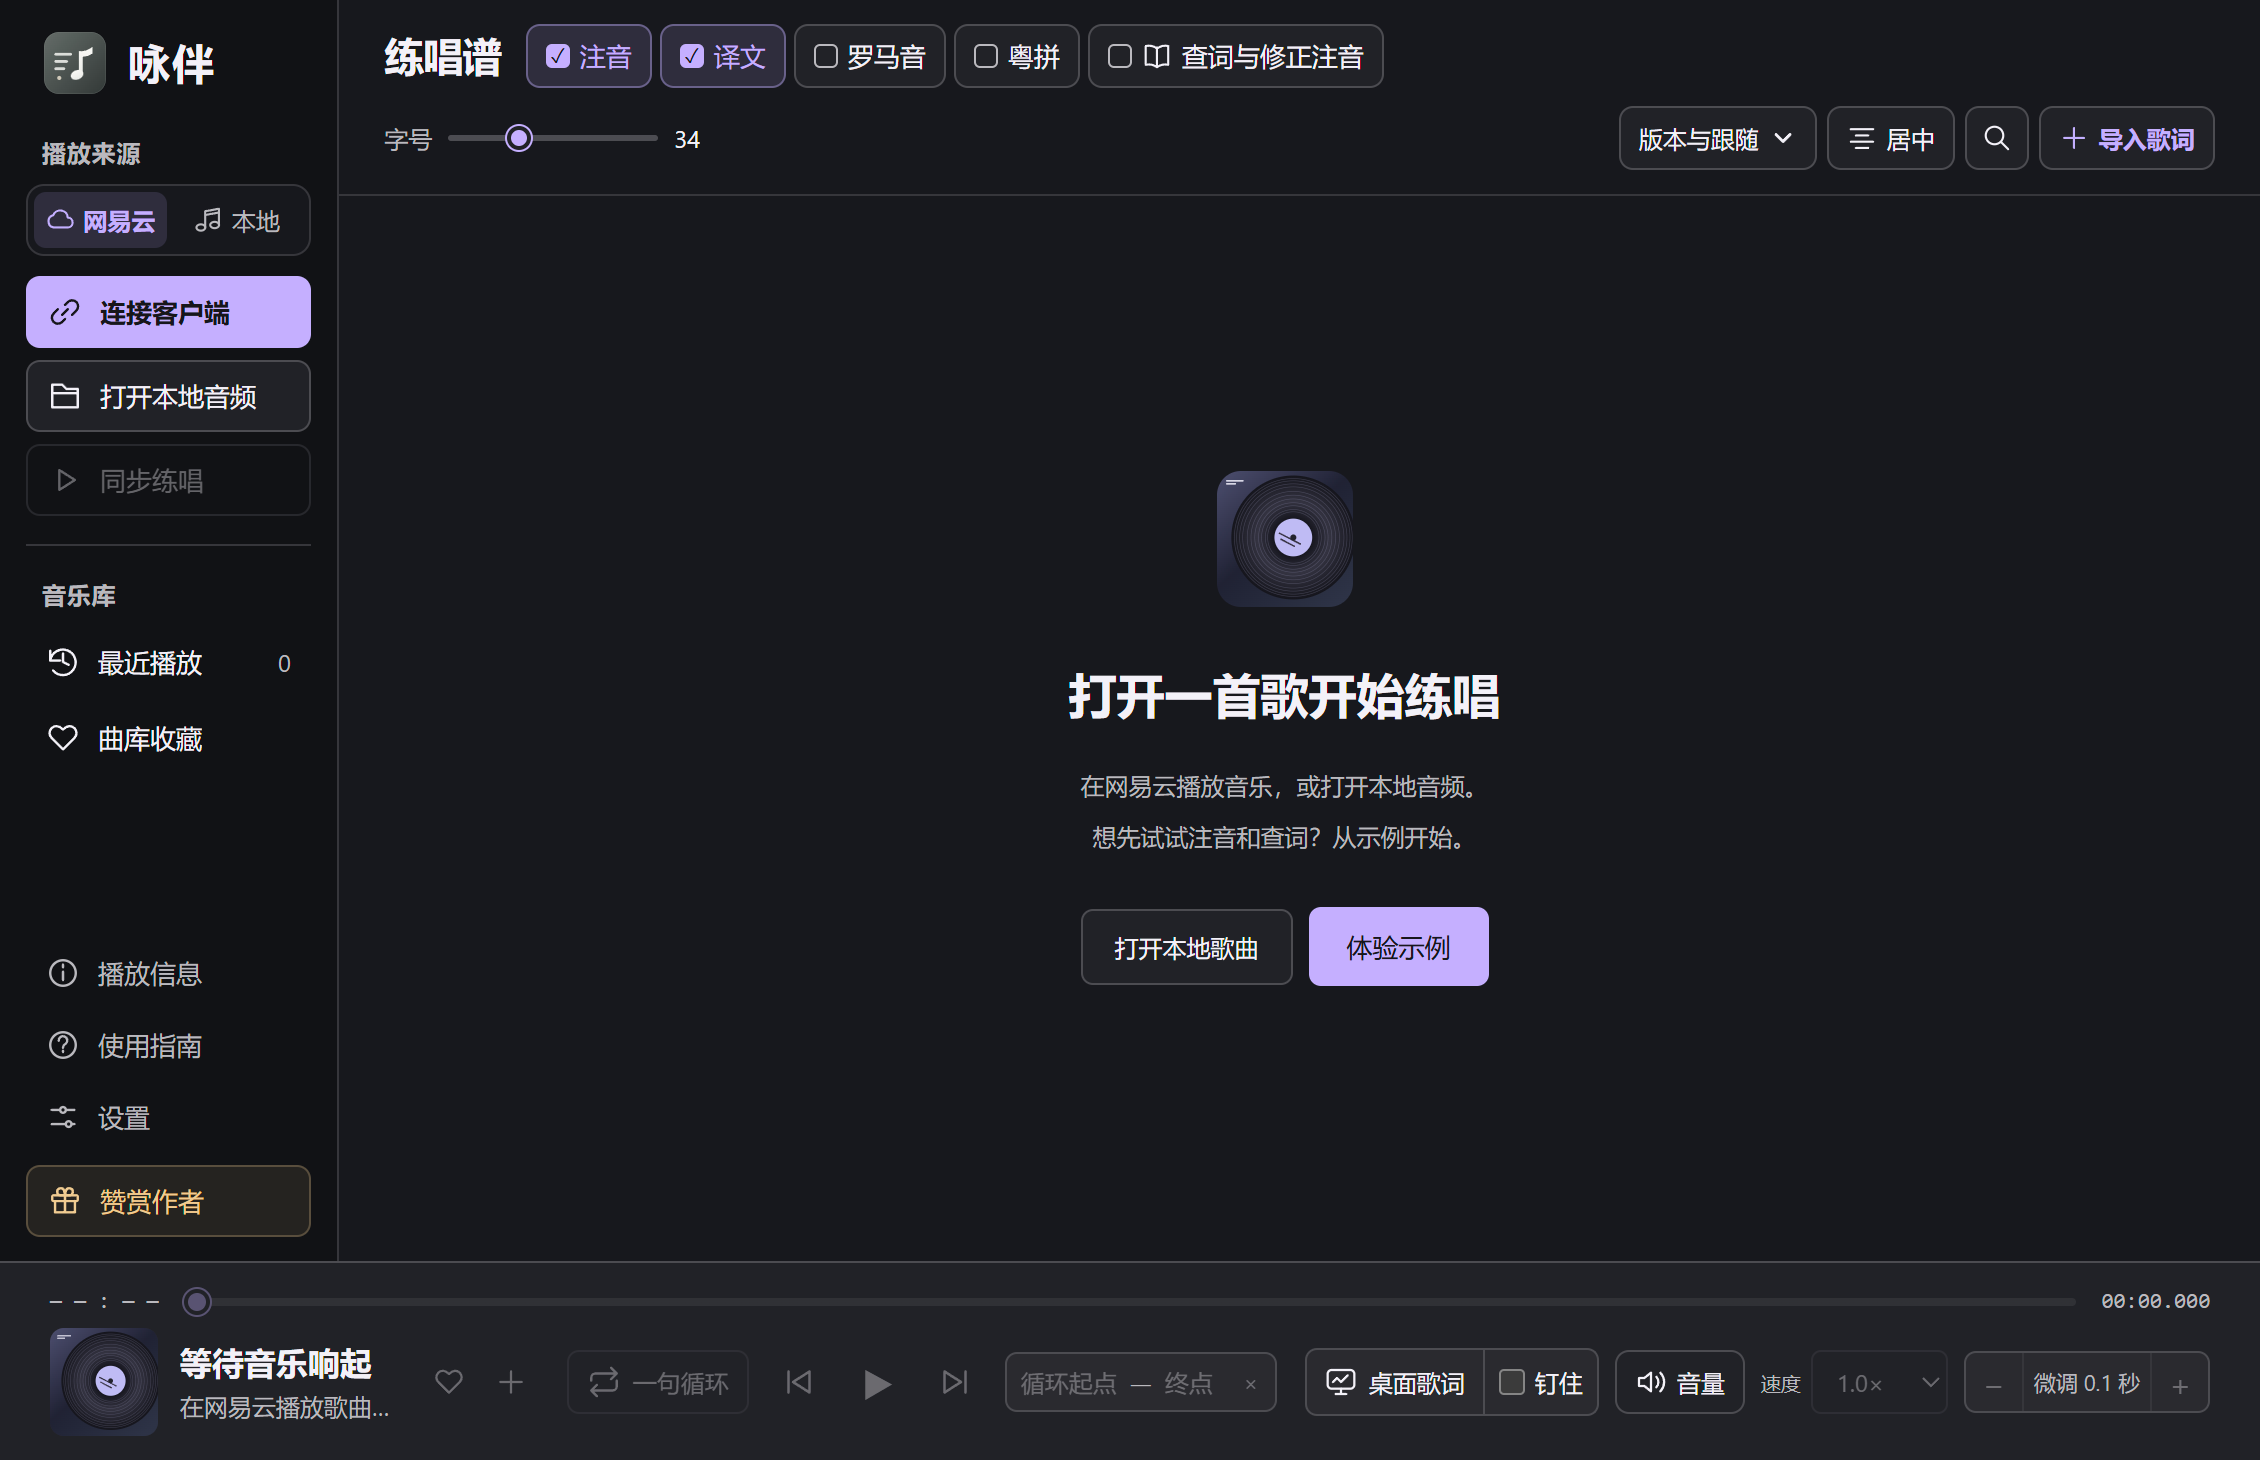 咏伴
播放来源
网易云 本地
连接客户端
打开本地音频
同步练唱
音乐库
最近播放 0
曲库收藏
播放信息
使用指南
设置
赞赏作者
练唱谱 注音 译文 罗马音 粤拼 查词与修正注音
字号 34 版本与跟随 居中 导入歌词
打开一首歌开始练唱
在网易云播放音乐，或打开本地音频。
想先试试注音和查词？从示例开始。
打开本地歌曲 体验示例
--:-- 00:00.000
等待音乐响起
在网易云播放歌曲...
一句循环 循环起点 — 终点 × 桌面歌词 钉住 音量 速度 1.0× − 微调 0.1 秒 +